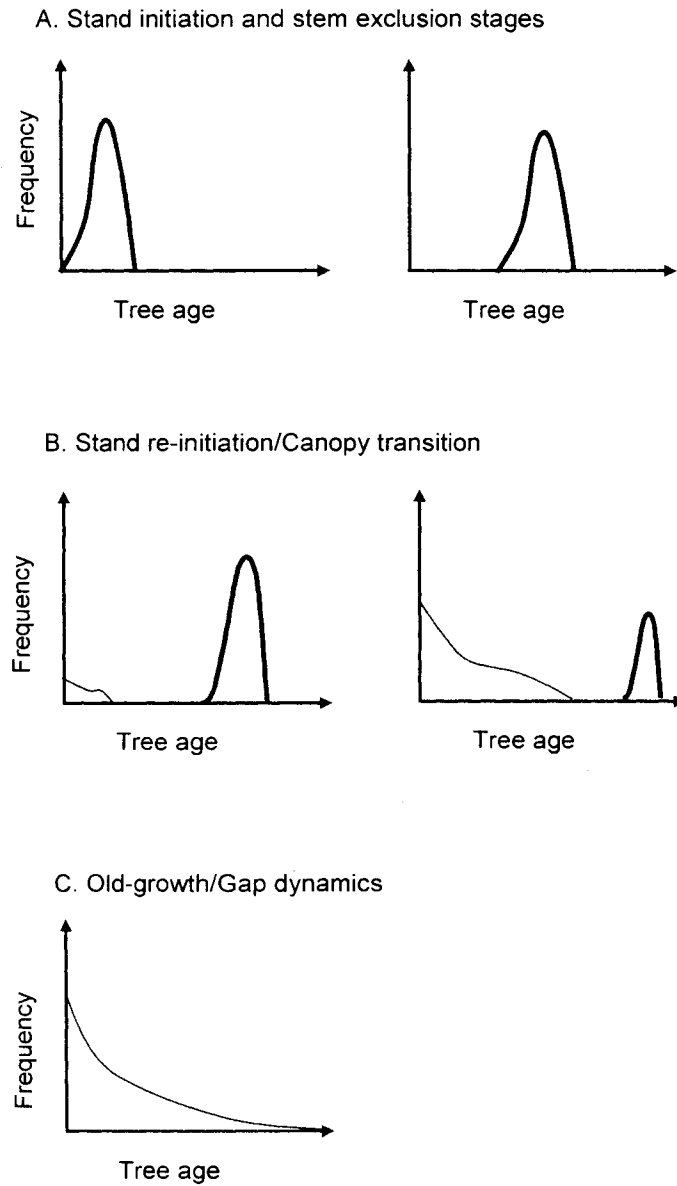 A. Stand initiation and stem exclusion stages
Frequency
Tree age
Tree age
B. Stand re-initiation/Canopy transition
Frequency
Tree age
Tree age
C. Old-growth/Gap dynamics
Frequency
Tree age